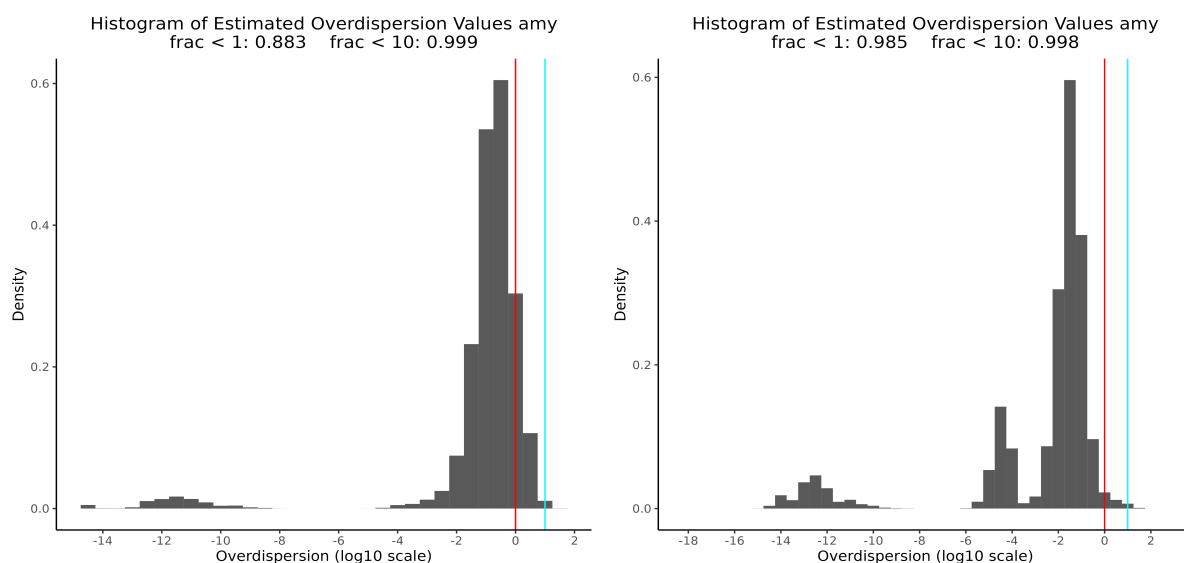 Histogram of Estimated Overdispersion Values amy
frac < 1: 0.883 frac < 10: 0.999
0.6
0.4
0.2
0.0
Density
-14 -12 -10 -8 -6 -4 -2 0 2
Overdispersion (log10 scale)
Histogram of Estimated Overdispersion Values amy
frac < 1: 0.985 frac < 10: 0.998
0.6
0.4
0.2
0.0
Density
-18 -16 -14 -12 -10 -8 -6 -4 -2 0 2
Overdispersion (log10 scale)